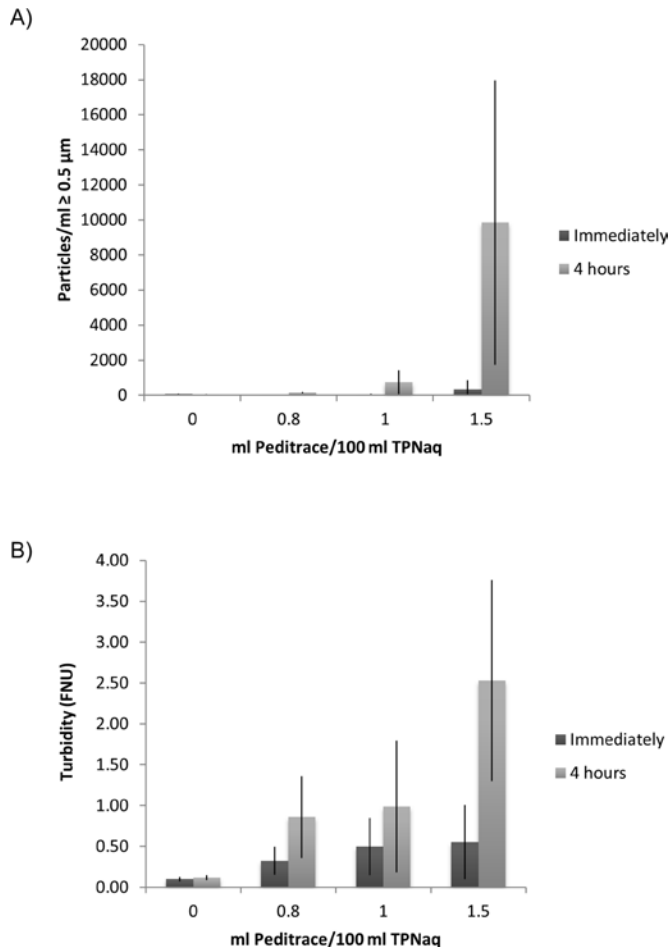 A)
20000
18000
16000
14000
12000
10000
8000
6000
4000
2000
0
Particles/ml ≥ 0.5 µm
Immediately
4 hours
0 0.8 1 1.5
ml Peditrace/100 ml TPNaq
B)
4.00
3.50
3.00
2.50
2.00
1.50
1.00
0.50
0.00
Turbidity (FNU)
Immediately
4 hours
0 0.8 1 1.5
ml Peditrace/100 ml TPNaq